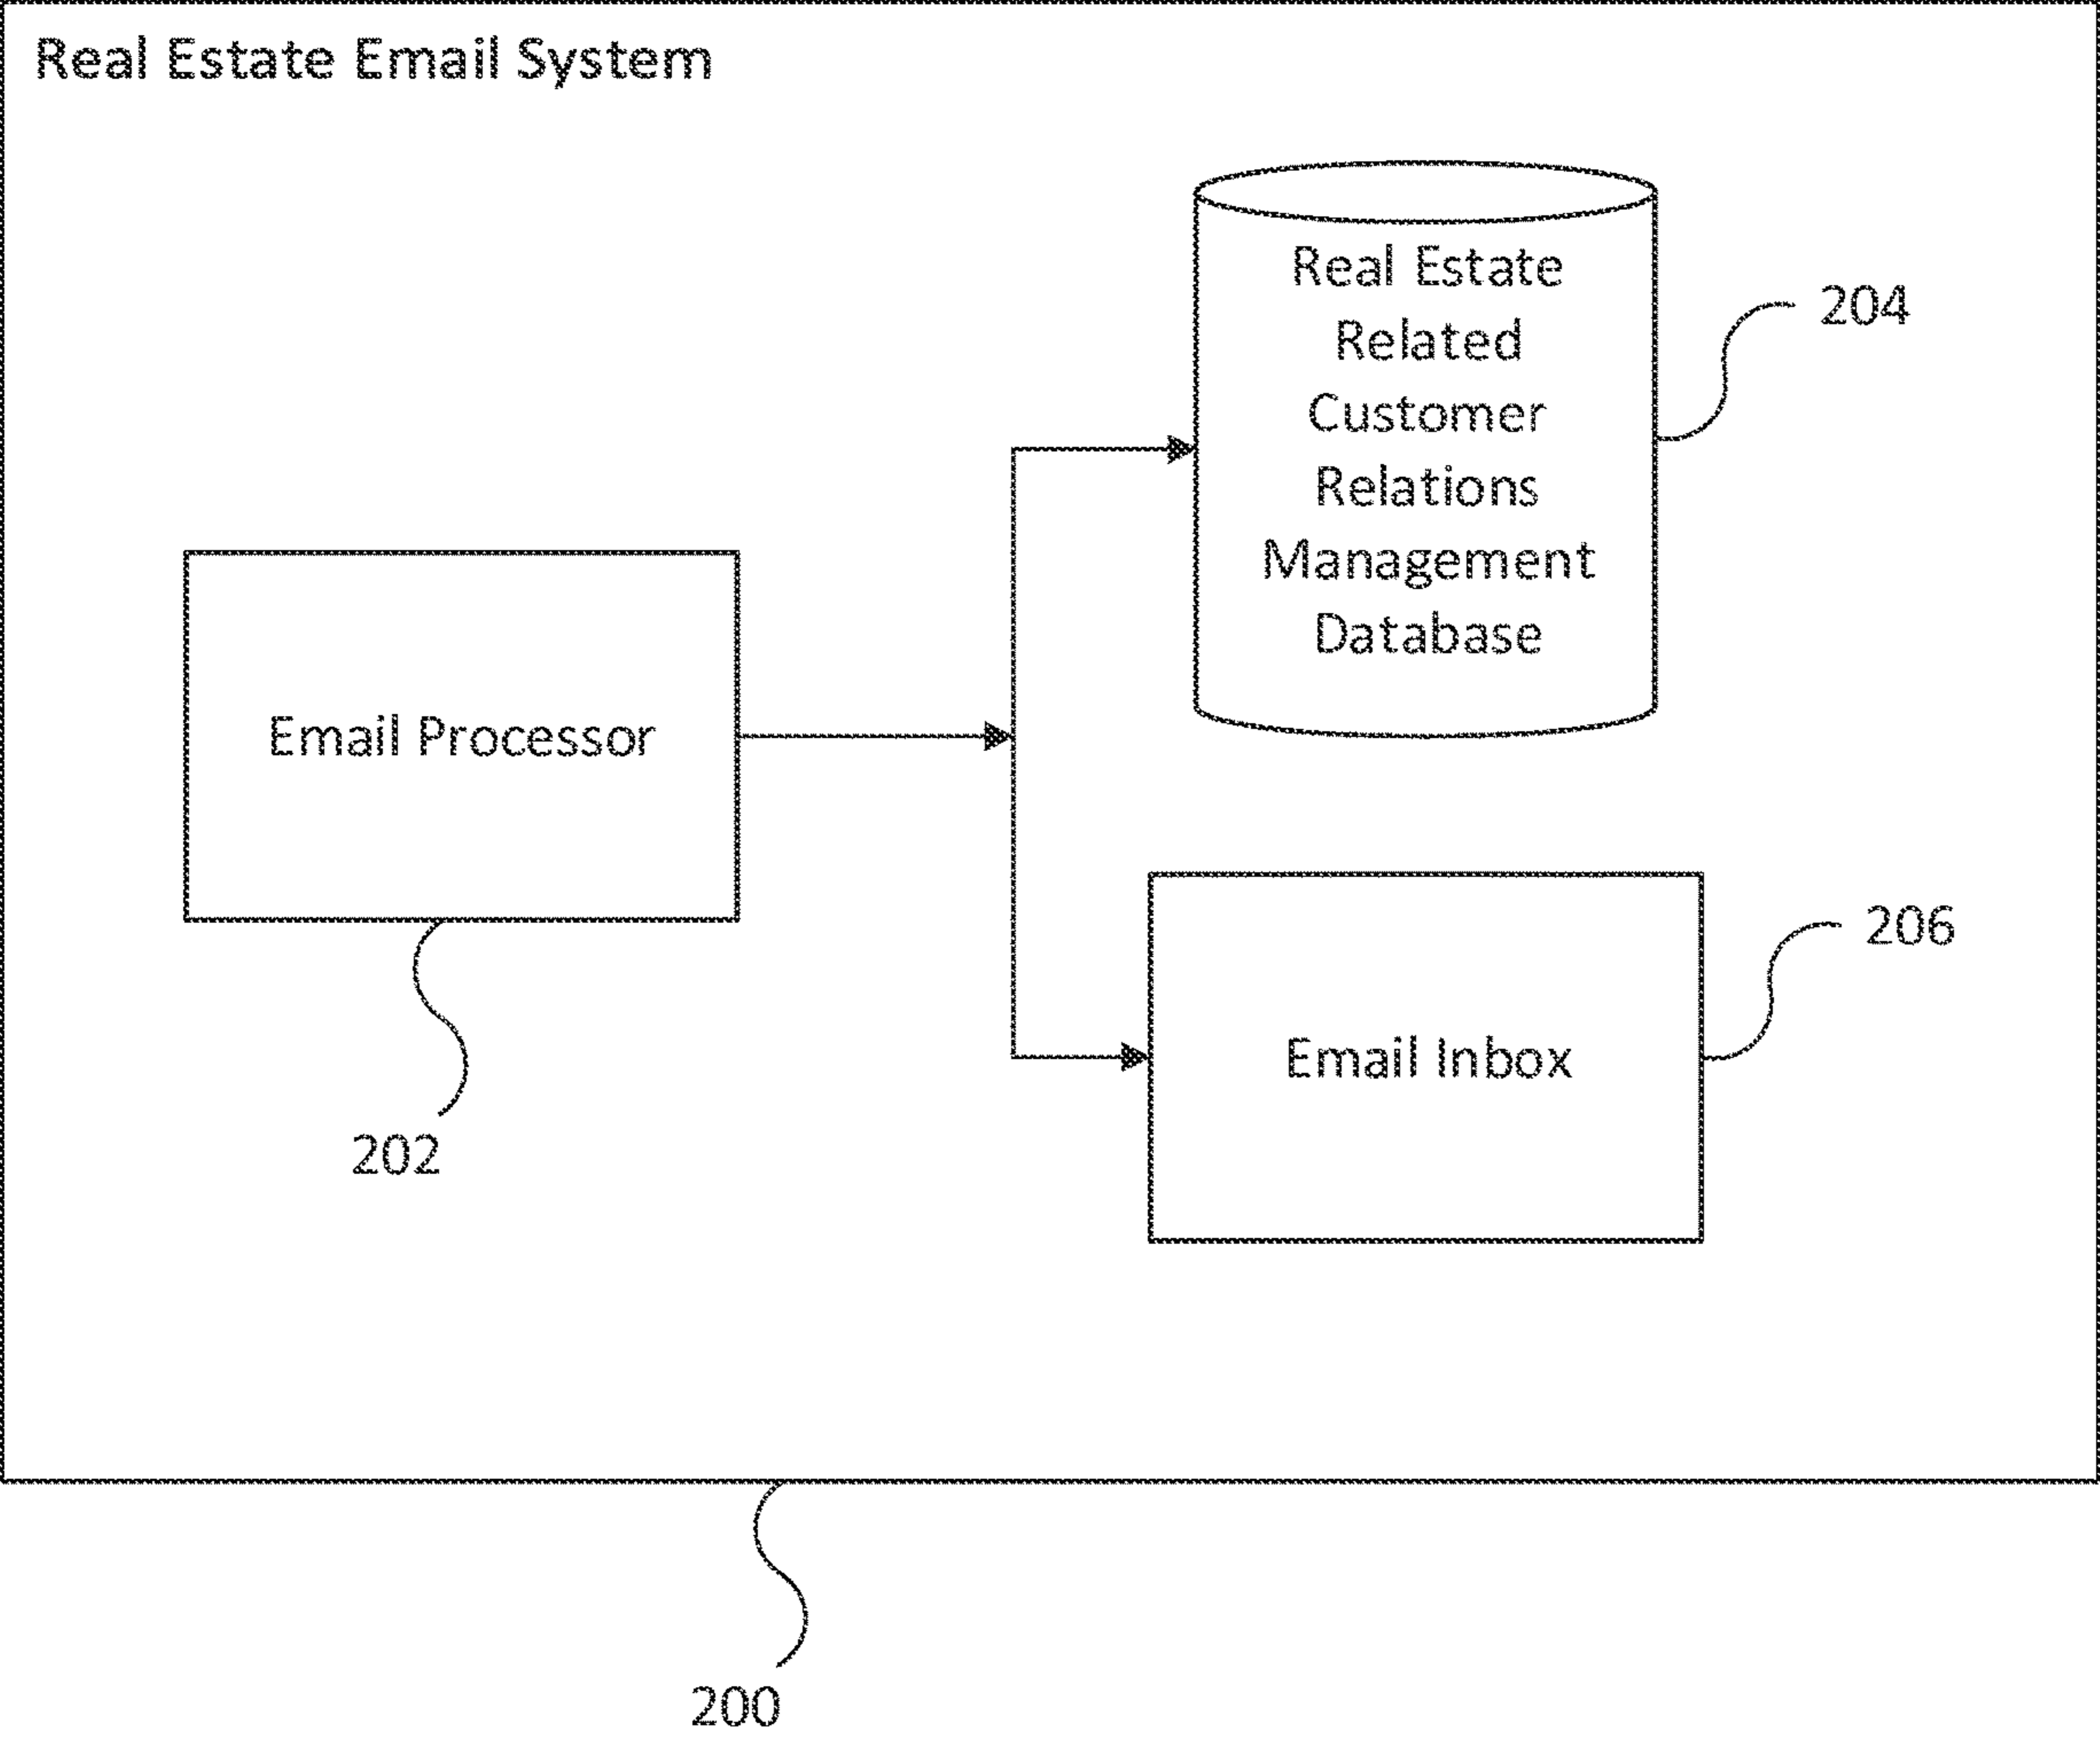 Real Estate Email System
Real Estate
Related
Customer
Relations
Management
Database
204
Email Processor
206
Email Inbox
202
200